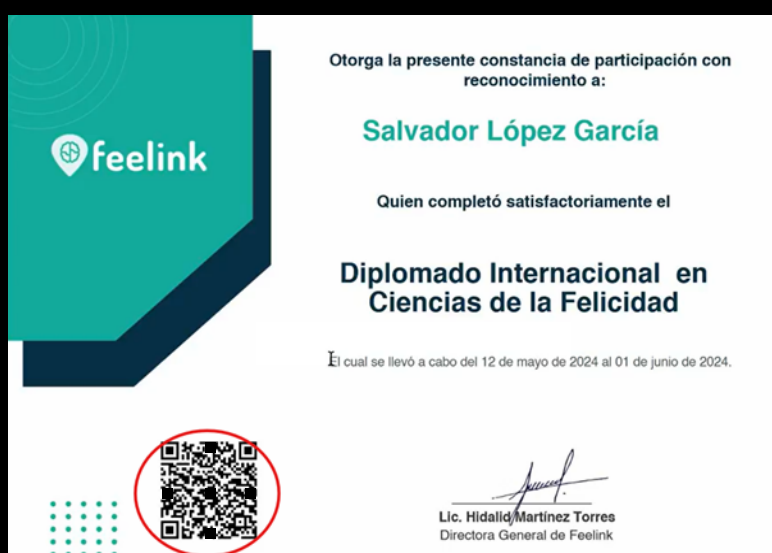 feelink
Otorga la presente constancia de participación con
reconocimiento a:
Salvador López García
Quien completó satisfactoriamente el
Diplomado Internacional en
Ciencias de la Felicidad
El cual se llevó a cabo del 12 de mayo de 2024 al 01 de junio de 2024.
Lic. Hidalid Martínez Torres
Directora General de Feelink